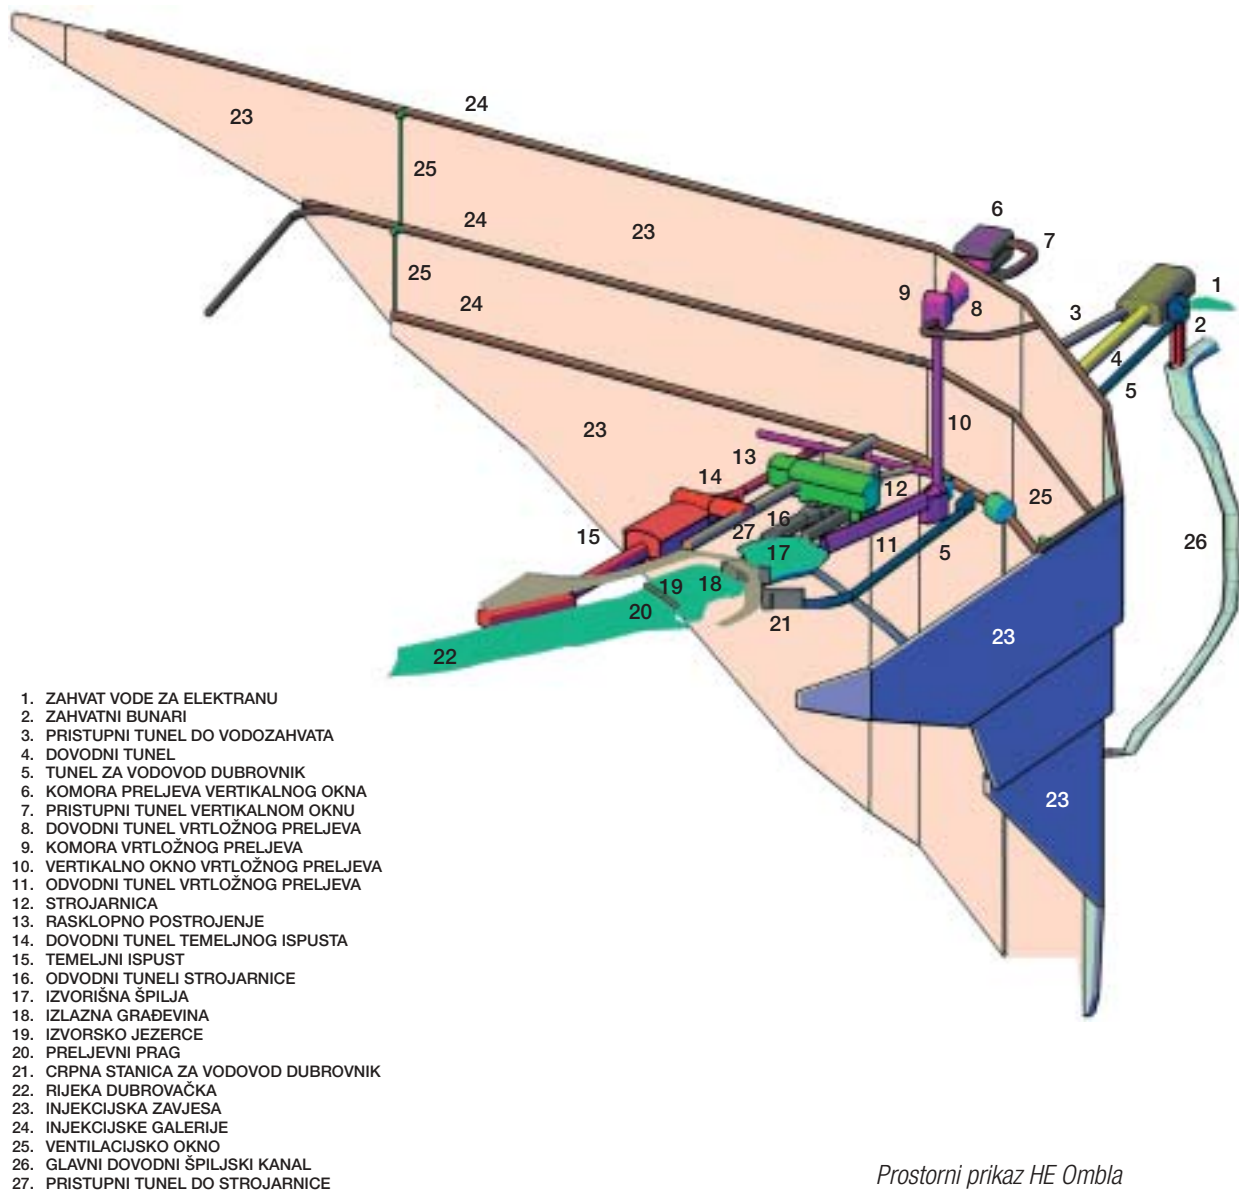 24
23
25
6
24
23
7
25
9
1
24
8
3
2
4
5
10
23
13
14
12
25
16
15
27
11
26
17
5
18
19
20
21
23
22
23
1. ZAHVAT VODE ZA ELEKTRANU
2. ZAHVATNI BUNARI
3. PRISTUPNI TUNEL DO VODOZAHVATA
4. DOVODNI TUNEL
5. TUNEL ZA VODOVOD DUBROVNIK
6. KOMORA PRELJEVA VERTIKALNOG OKNA
7. PRISTUPNI TUNEL VERTIKALNOM OKNU
8. DOVODNI TUNEL VRTLOŽNOG PRELJEVA
9. KOMORA VRTLOŽNOG PRELJEVA
10. VERTIKALNO OKNO VRTLOŽNOG PRELJEVA
11. ODVODNI TUNEL VRTLOŽNOG PRELJEVA
12. STROJARNICA
13. RASKLOPNO POSTROJENJE
14. DOVODNI TUNEL TEMELJNOG ISPUSTA
15. TEMELJNI ISPUST
16. ODVODNI TUNELI STROJARNICE
17. IZVORIŠNA ŠPILJA
18. IZLAZNA GRAĐEVINA
19. IZVORSKO JEZERCE
20. PRELJEVNI PRAG
21. CRPNA STANICA ZA VODOVOD DUBROVNIK
22. RIJEKA DUBROVAČKA
23. INJEKCIJSKA ZAVJESA
24. INJEKCIJSKE GALERIJE
25. VENTILACIJSKO OKNO
26. GLAVNI DOVODNI ŠPILJSKI KANAL
27. PRISTUPNI TUNEL DO STROJARNICE
Prostorni prikaz HE Ombla